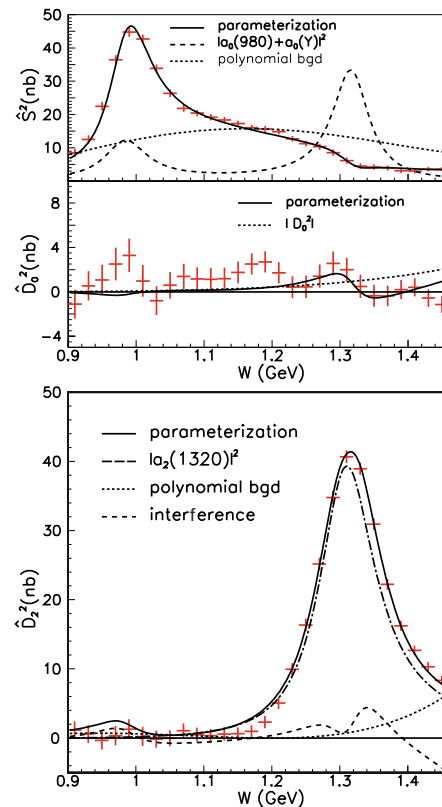 50
40
30
20
10
Ŝ²(nb)
parameterization
|a₀(980)+a₀(Y)|²
polynomial bgd
8
4
0
−4
D̂₀²(nb)
parameterization
| D₀²|
0.9 1 1.1 1.2 1.3 1.4
W (GeV)
50
40
30
20
10
0
D̂₂²(nb)
parameterization
|a₂(1320)|²
polynomial bgd
interference
0.9 1 1.1 1.2 1.3 1.4
W (GeV)